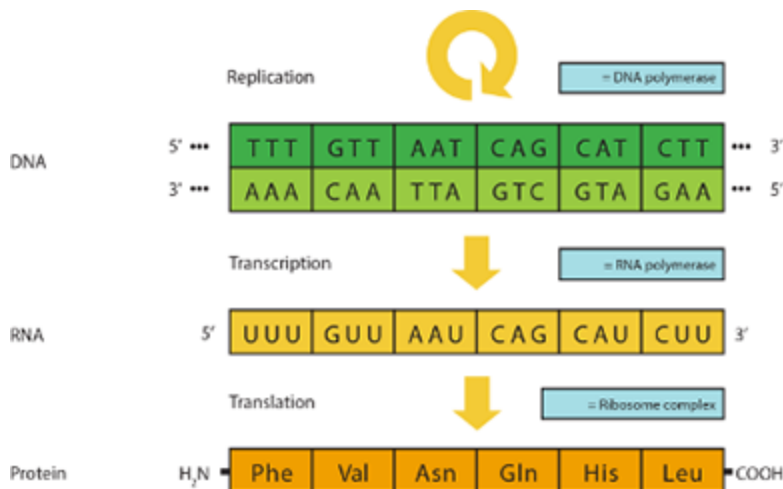 Replication = DNA polymerase
5′ ••• TTT GTT AAT CAG CAT CTT ••• 3′
DNA
3′ ••• AAA CAA TTA GTC GTA GAA ••• 5′
Transcription = RNA polymerase
RNA 5′ UUU GUU AAU CAG CAU CUU 3′
Translation = Ribosome complex
Protein H₂N Phe Val Asn Gln His Leu COOH